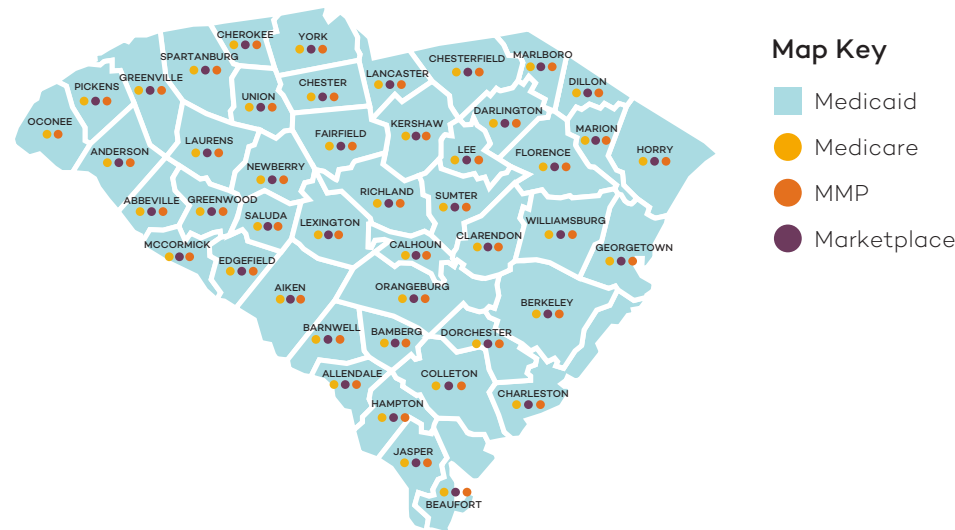 CHEROKEE
YORK
SPARTANBURG
CHESTERFIELD
MARLBORO
PICKENS
GREENVILLE
LANCASTER
DILLON
UNION
CHESTER
OCONEE
DARLINGTON
KERSHAW
MARION
ANDERSON
LAURENS
FAIRFIELD
LEE
FLORENCE
HORRY
NEWBERRY
ABBEVILLE
GREENWOOD
RICHLAND
SUMTER
SALUDA
LEXINGTON
WILLIAMSBURG
MCCORMICK
CALHOUN
CLARENDON
GEORGETOWN
EDGEFIELD
AIKEN
ORANGEBURG
BERKELEY
BARNWELL
BAMBERG
DORCHESTER
ALLENDALE
COLLETON
CHARLESTON
HAMPTON
JASPER
BEAUFORT
Map Key
Medicaid
Medicare
MMP
Marketplace